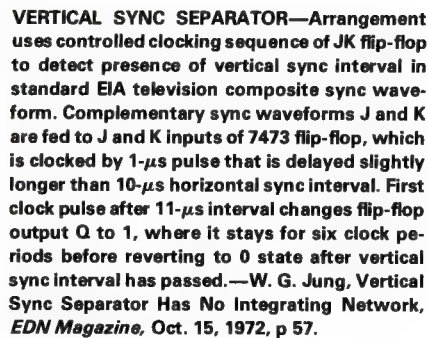 VERTICAL SYNC SEPARATOR—Arrangement
uses controlled clocking sequence of JK flip-flop
to detect presence of vertical sync interval in
standard EIA television composite sync wave-
form. Complementary sync waveforms J and K
are fed to J and K inputs of 7473 flip-flop, which
is clocked by 1-μs pulse that is delayed slightly
longer than 10-μs horizontal sync interval. First
clock pulse after 11-μs interval changes flip-flop
output Q to 1, where it stays for six clock pe-
riods before reverting to 0 state after vertical
sync interval has passed.—W. G. Jung, Vertical
Sync Separator Has No Integrating Network,
EDN Magazine, Oct. 15, 1972, p 57.